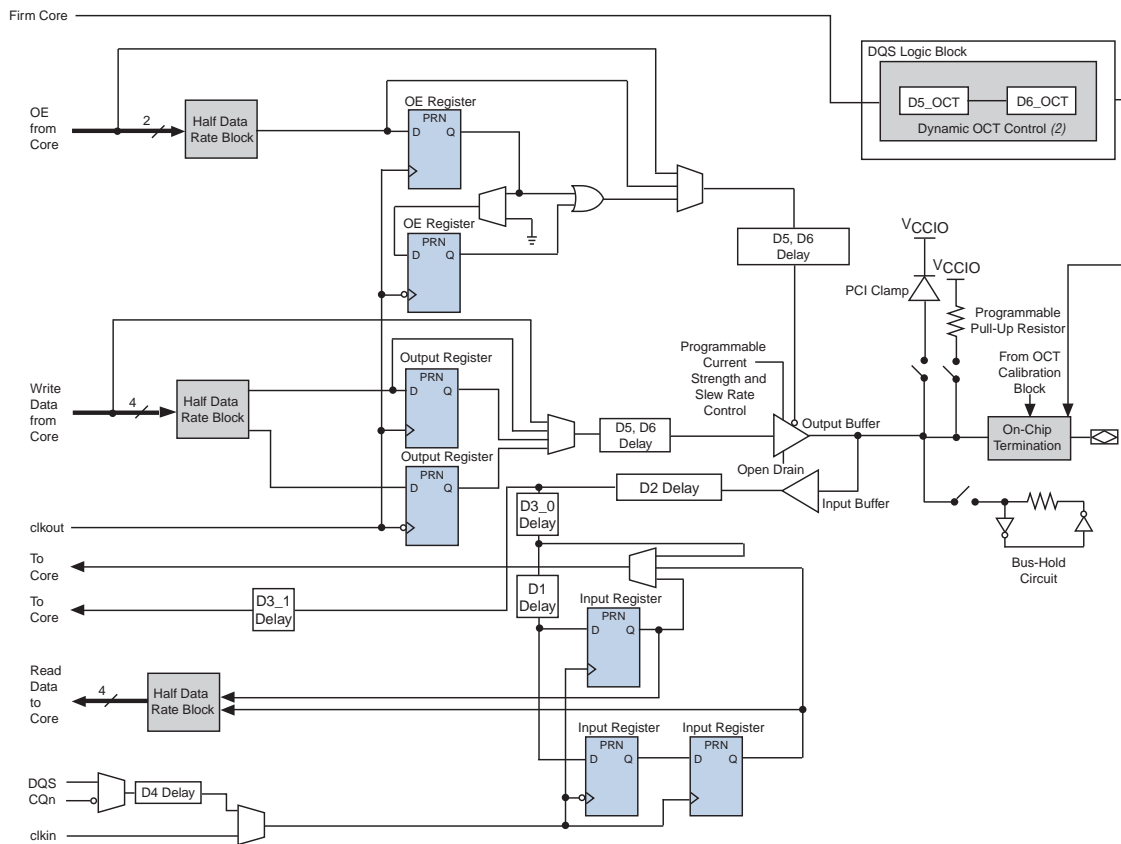 Firm Core
DQS Logic Block
D5_OCT
D6_OCT
Dynamic OCT Control (2)
OE
from
Core
2
Half Data
Rate Block
OE Register
PRN
D
Q
OE Register
PRN
D
Q
D5, D6
Delay
VCCIO
VCCIO
PCI Clamp
Programmable
Pull-Up Resistor
Programmable
Current
Strength and
Slew Rate
Control
From OCT
Calibration
Block
Write
Data
from
Core
4
Half Data
Rate Block
Output Register
PRN
D
Q
Output Register
PRN
D
Q
D5, D6
Delay
Output Buffer
On-Chip
Termination
Open Drain
D2 Delay
Input Buffer
clkout
D3_0
Delay
Bus-Hold
Circuit
To
Core
D1
Delay
To
Core
D3_1
Delay
Input Register
PRN
D
Q
Read
Data
to
Core
4
Half Data
Rate Block
Input Register
PRN
D
Q
Input Register
PRN
D
Q
DQS
CQn
D4 Delay
clkin